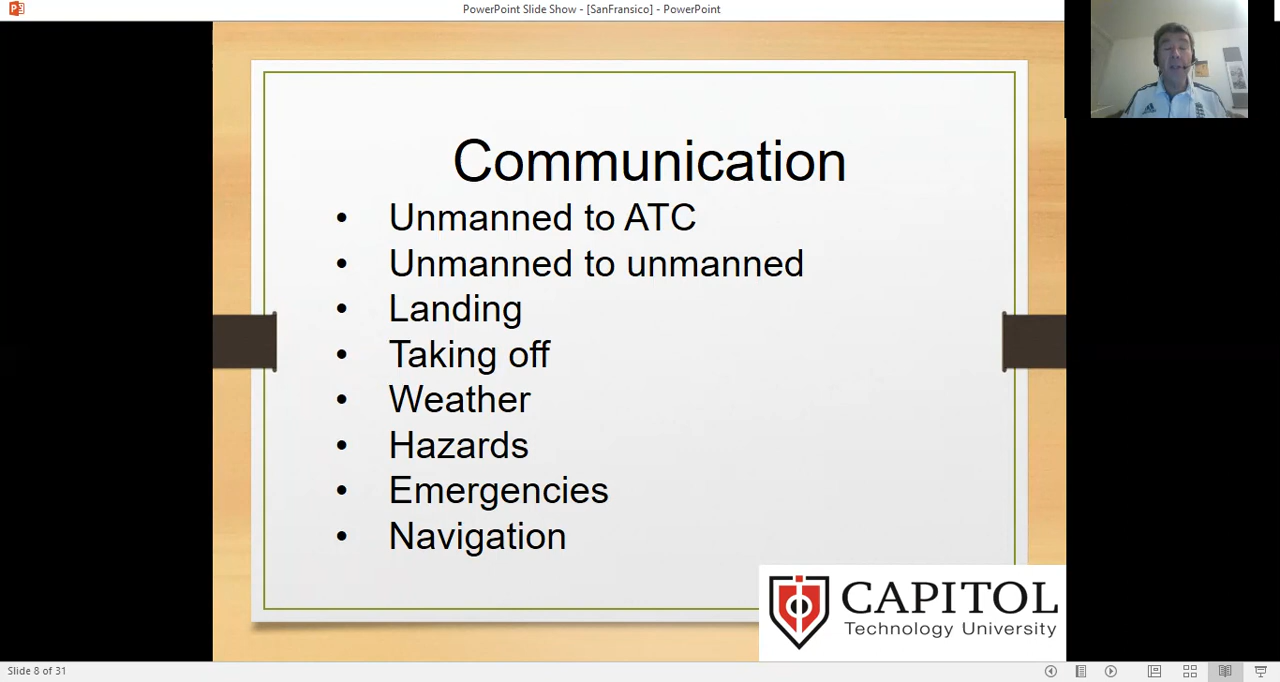 PowerPoint Slide Show - [SanFransico] - PowerPoint
Communication
• Unmanned to ATC
• Unmanned to unmanned
• Landing
• Taking off
• Weather
• Hazards
• Emergencies
• Navigation
CAPITOL
Technology University
Slide 8 of 31